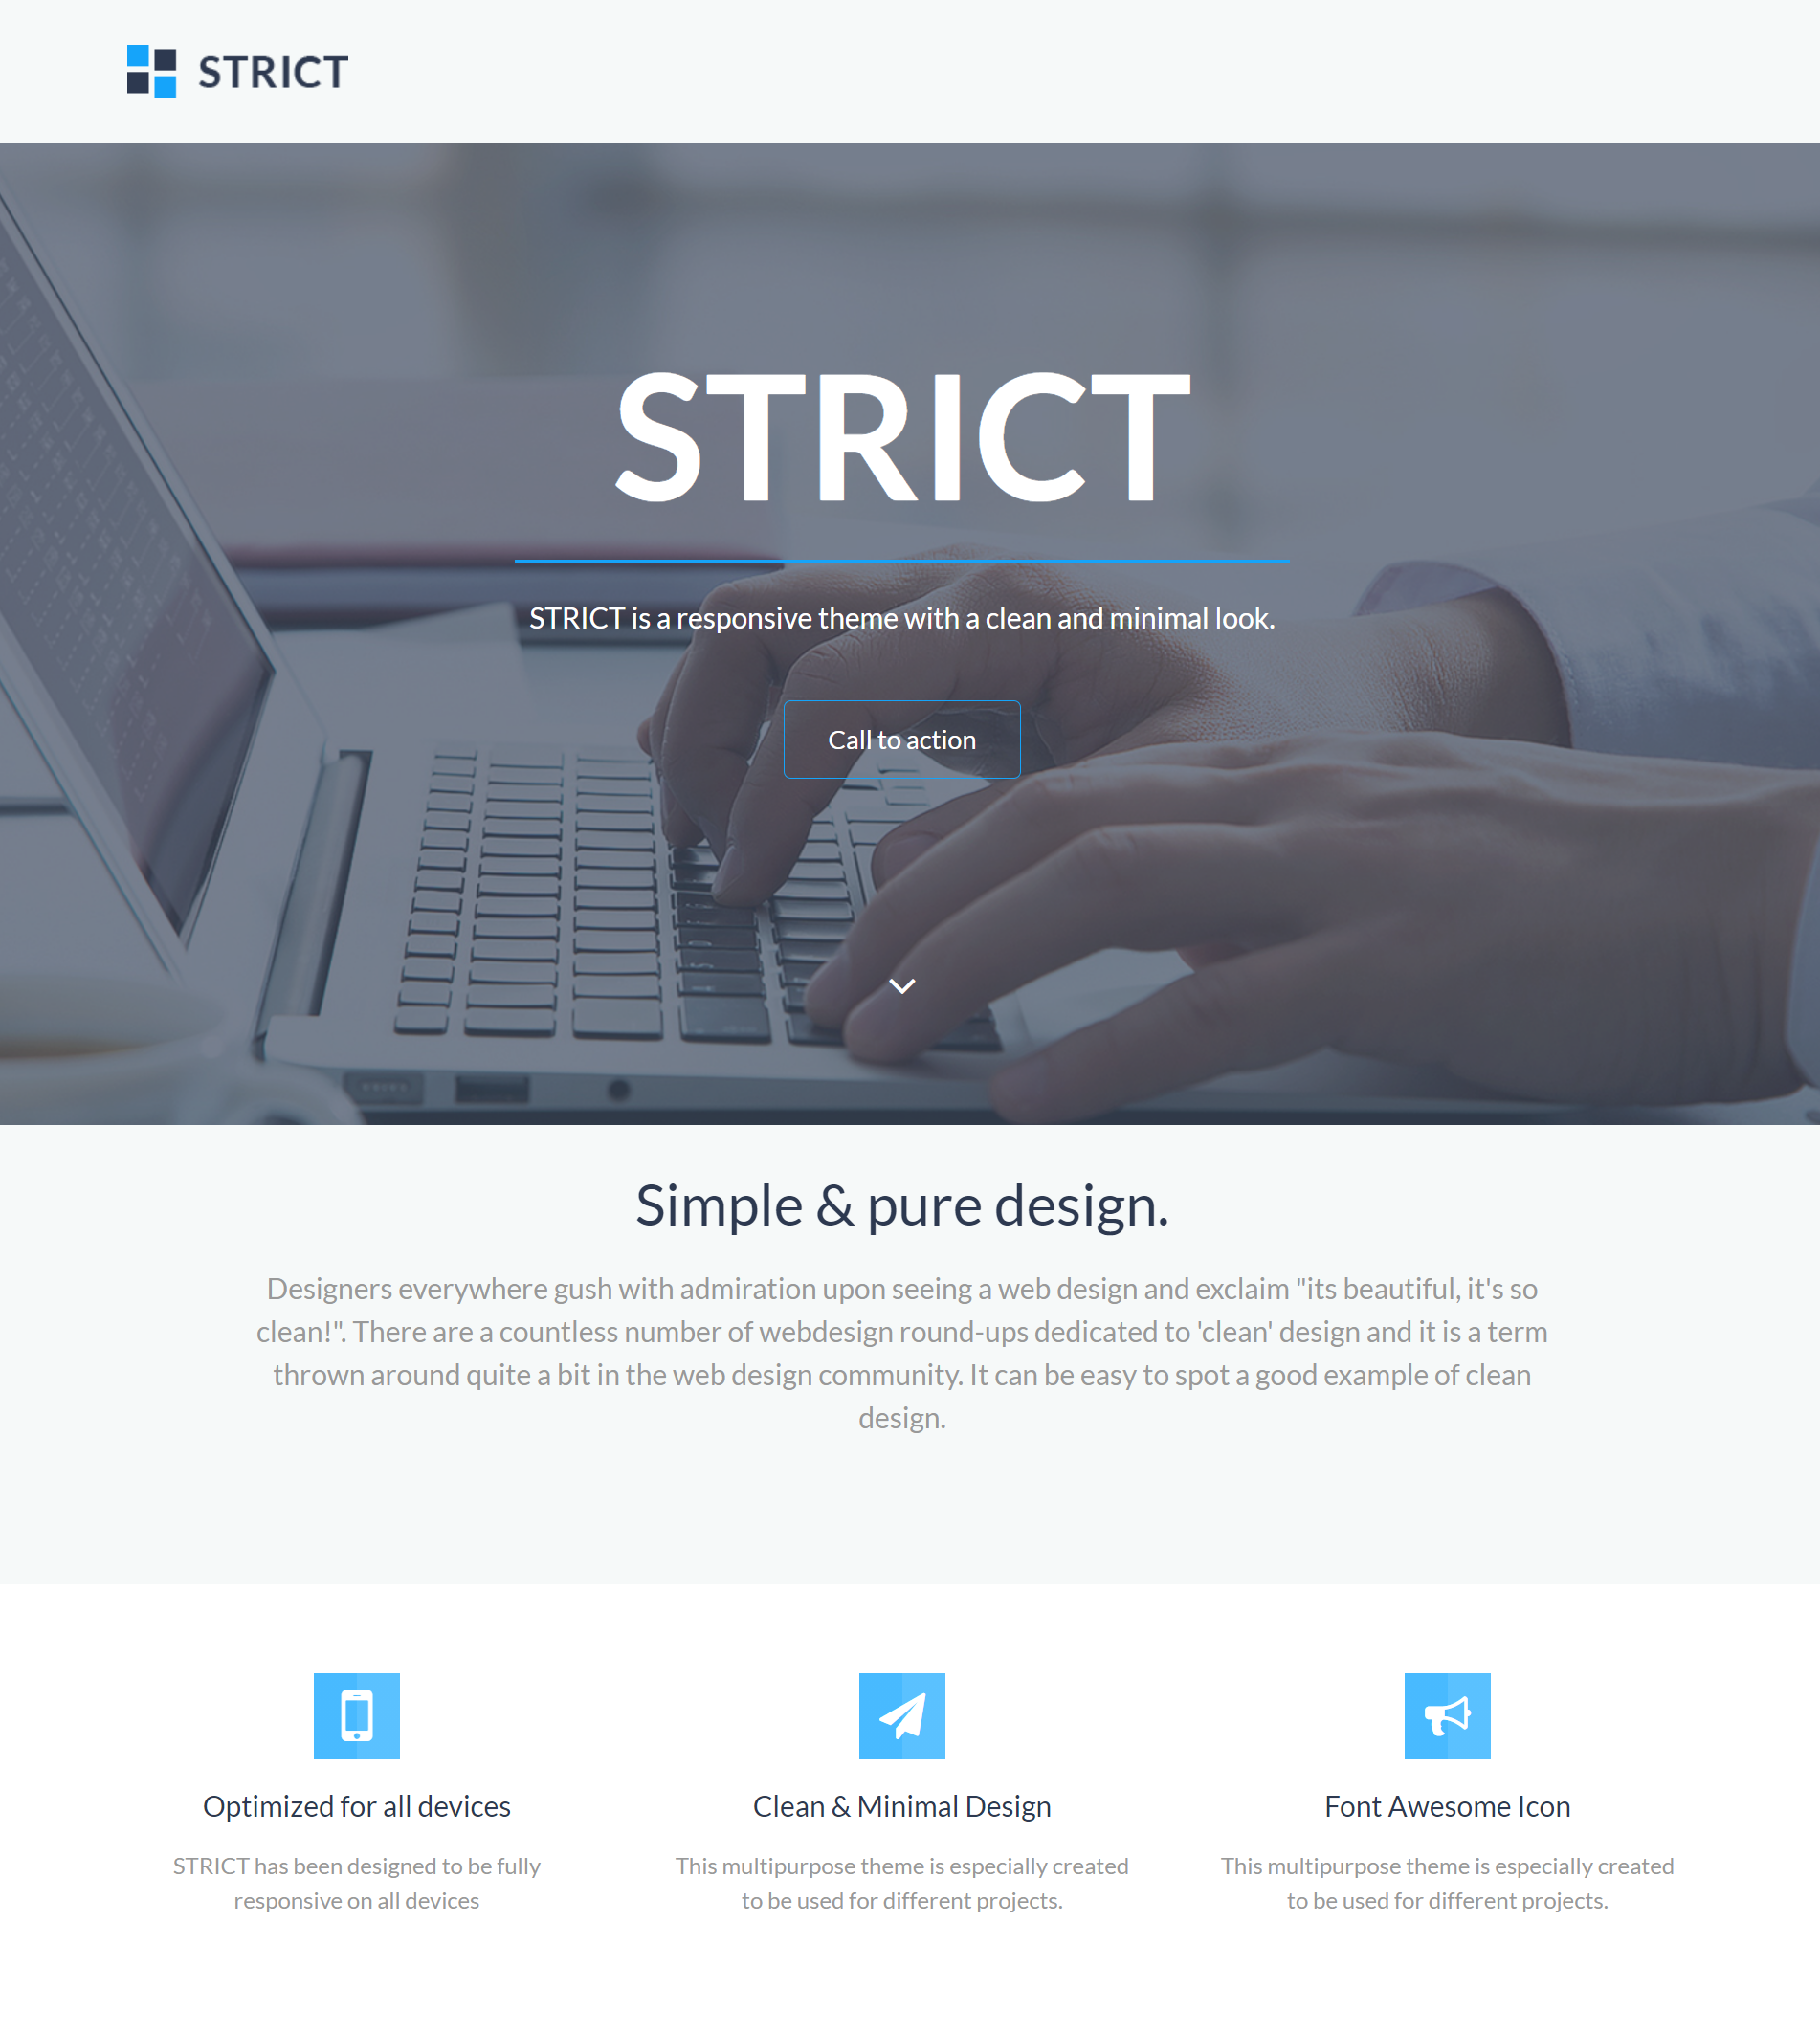 STRICT
STRICT
STRICT is a responsive theme with a clean and minimal look.
Call to action
Simple & pure design.
Designers everywhere gush with admiration upon seeing a web design and exclaim "its beautiful, it's so
clean!". There are a countless number of webdesign round-ups dedicated to 'clean' design and it is a term
thrown around quite a bit in the web design community. It can be easy to spot a good example of clean
design.
Optimized for all devices
STRICT has been designed to be fully
responsive on all devices
Clean & Minimal Design
This multipurpose theme is especially created
to be used for different projects.
Font Awesome Icon
This multipurpose theme is especially created
to be used for different projects.